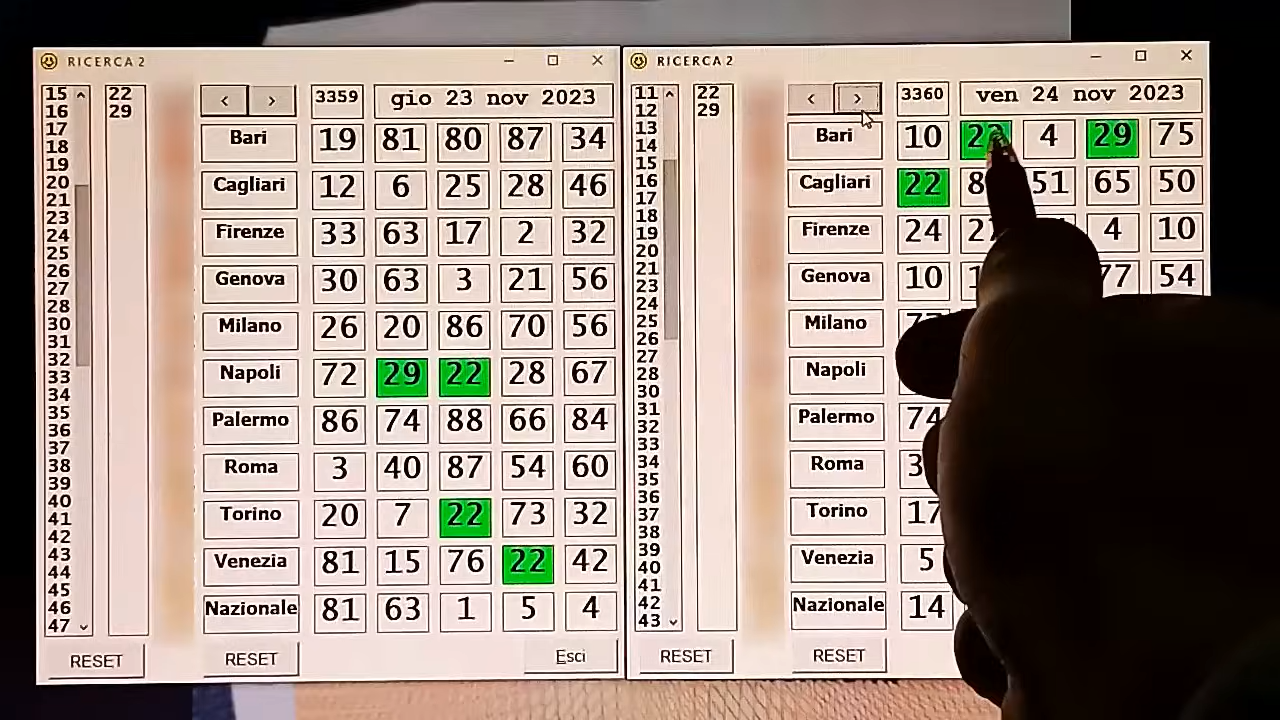 RICERCA 2
15 22
16 29
17
18
19
20
21
23
24
25
26
27
28
30
31
32
33
34
35
36
37
38
39
40
41
42
43
44
45
46
47
RESET
< > 3359 gio 23 nov 2023
Bari 19 81 80 87 34
Cagliari 12 6 25 28 46
Firenze 33 63 17 2 32
Genova 30 63 3 21 56
Milano 26 20 86 70 56
Napoli 72 29 22 28 67
Palermo 86 74 88 66 84
Roma 3 40 87 54 60
Torino 20 7 22 73 32
Venezia 81 15 76 22 42
Nazionale 81 63 1 5 4
RESET Esci
RICERCA 2
11 22
12 29
13
14
15
16
17
18
19
20
21
23
24
25
26
27
28
30
31
32
33
34
35
36
37
38
39
40
41
42
43
RESET
< > 3360 ven 24 nov 2023
Bari 10 4 29 75
Cagliari 22 51 65 50
Firenze 24 4 10
Genova 10 77 54
Milano
Napoli
Palermo 74
Roma
Torino 17
Venezia 5
Nazionale 14
RESET